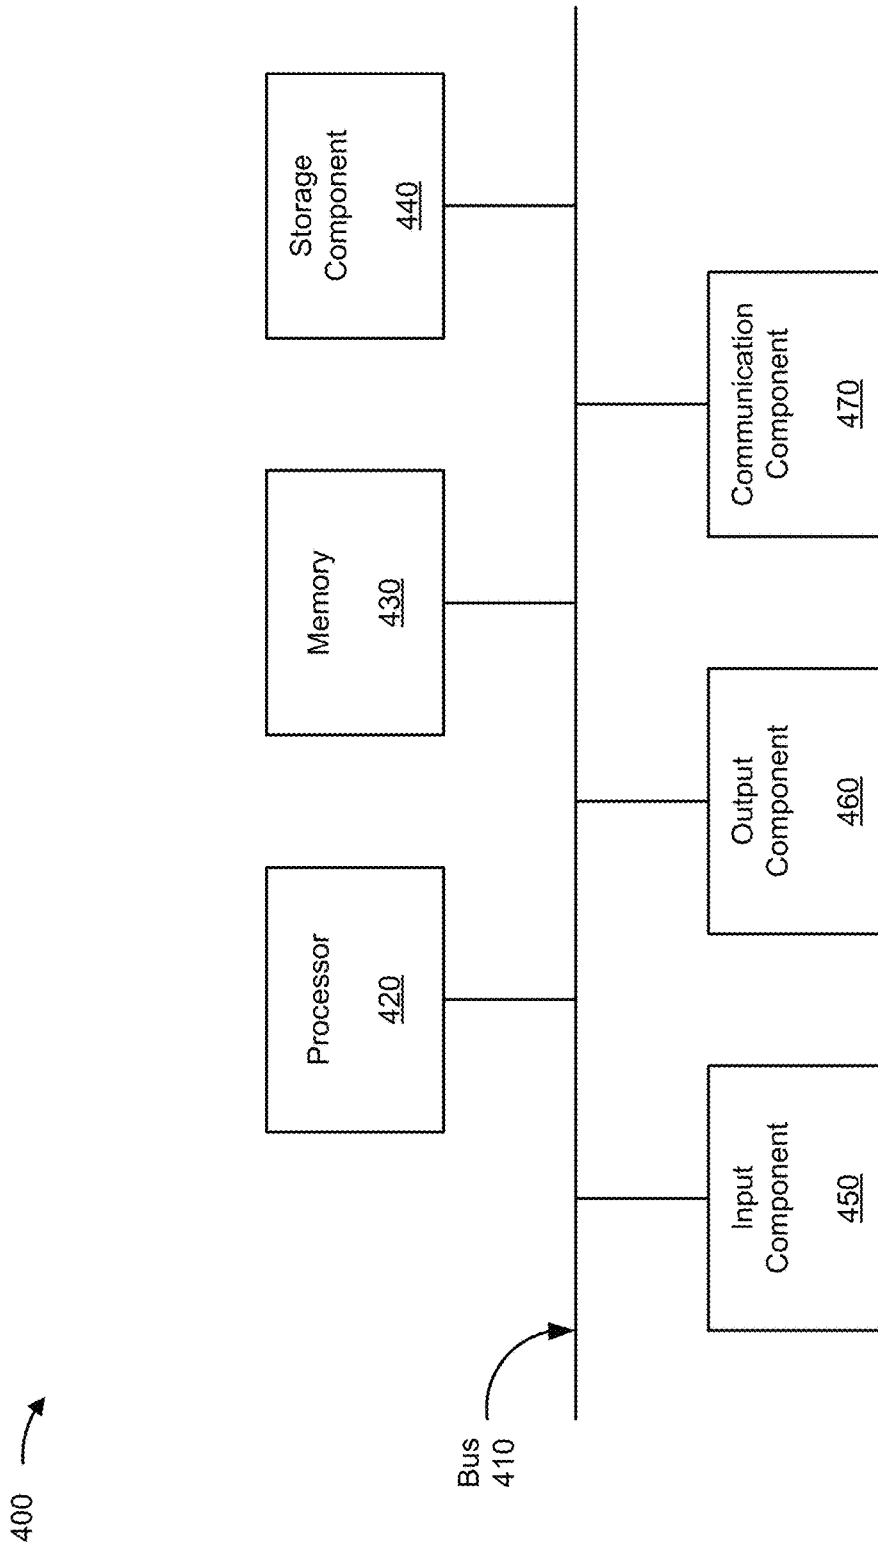 400
Bus
410
Processor
420
Memory
430
Storage
Component
440
Input
Component
450
Output
Component
460
Communication
Component
470